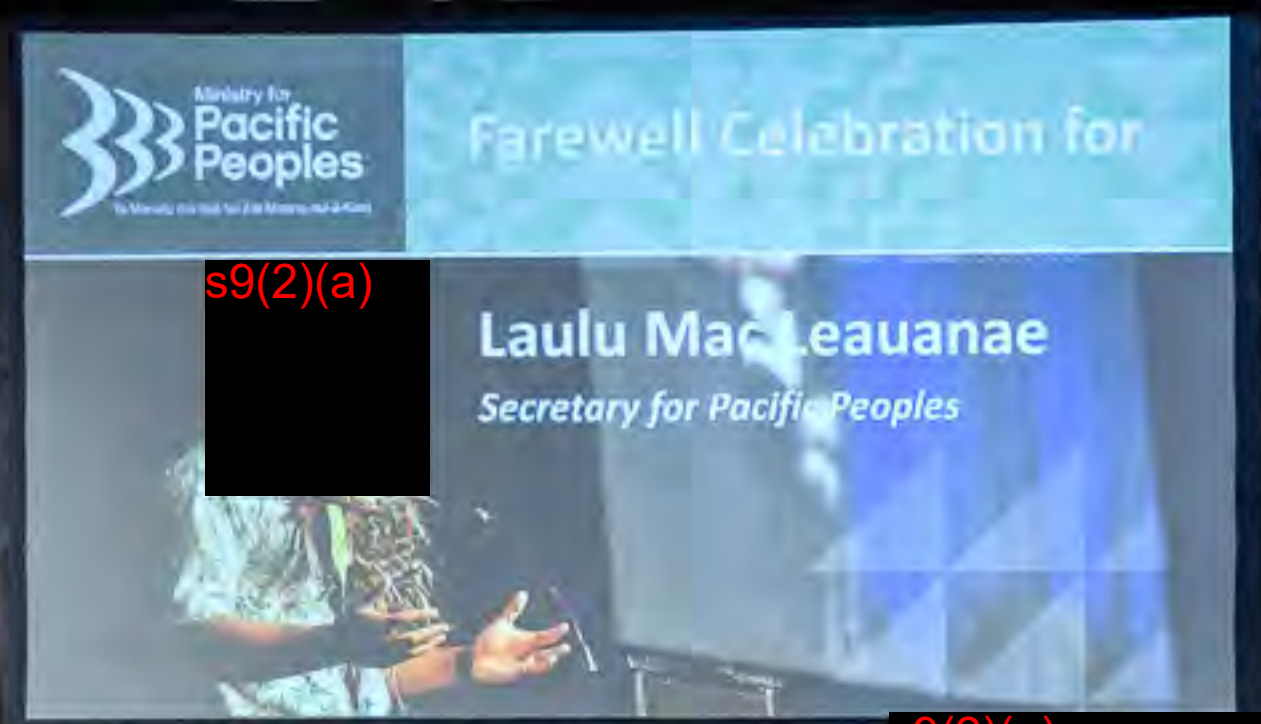 Ministry for
Pacific
Peoples
Farewell Celebration for
s9(2)(a)
Laulu Mac Leauanae
Secretary for Pacific Peoples